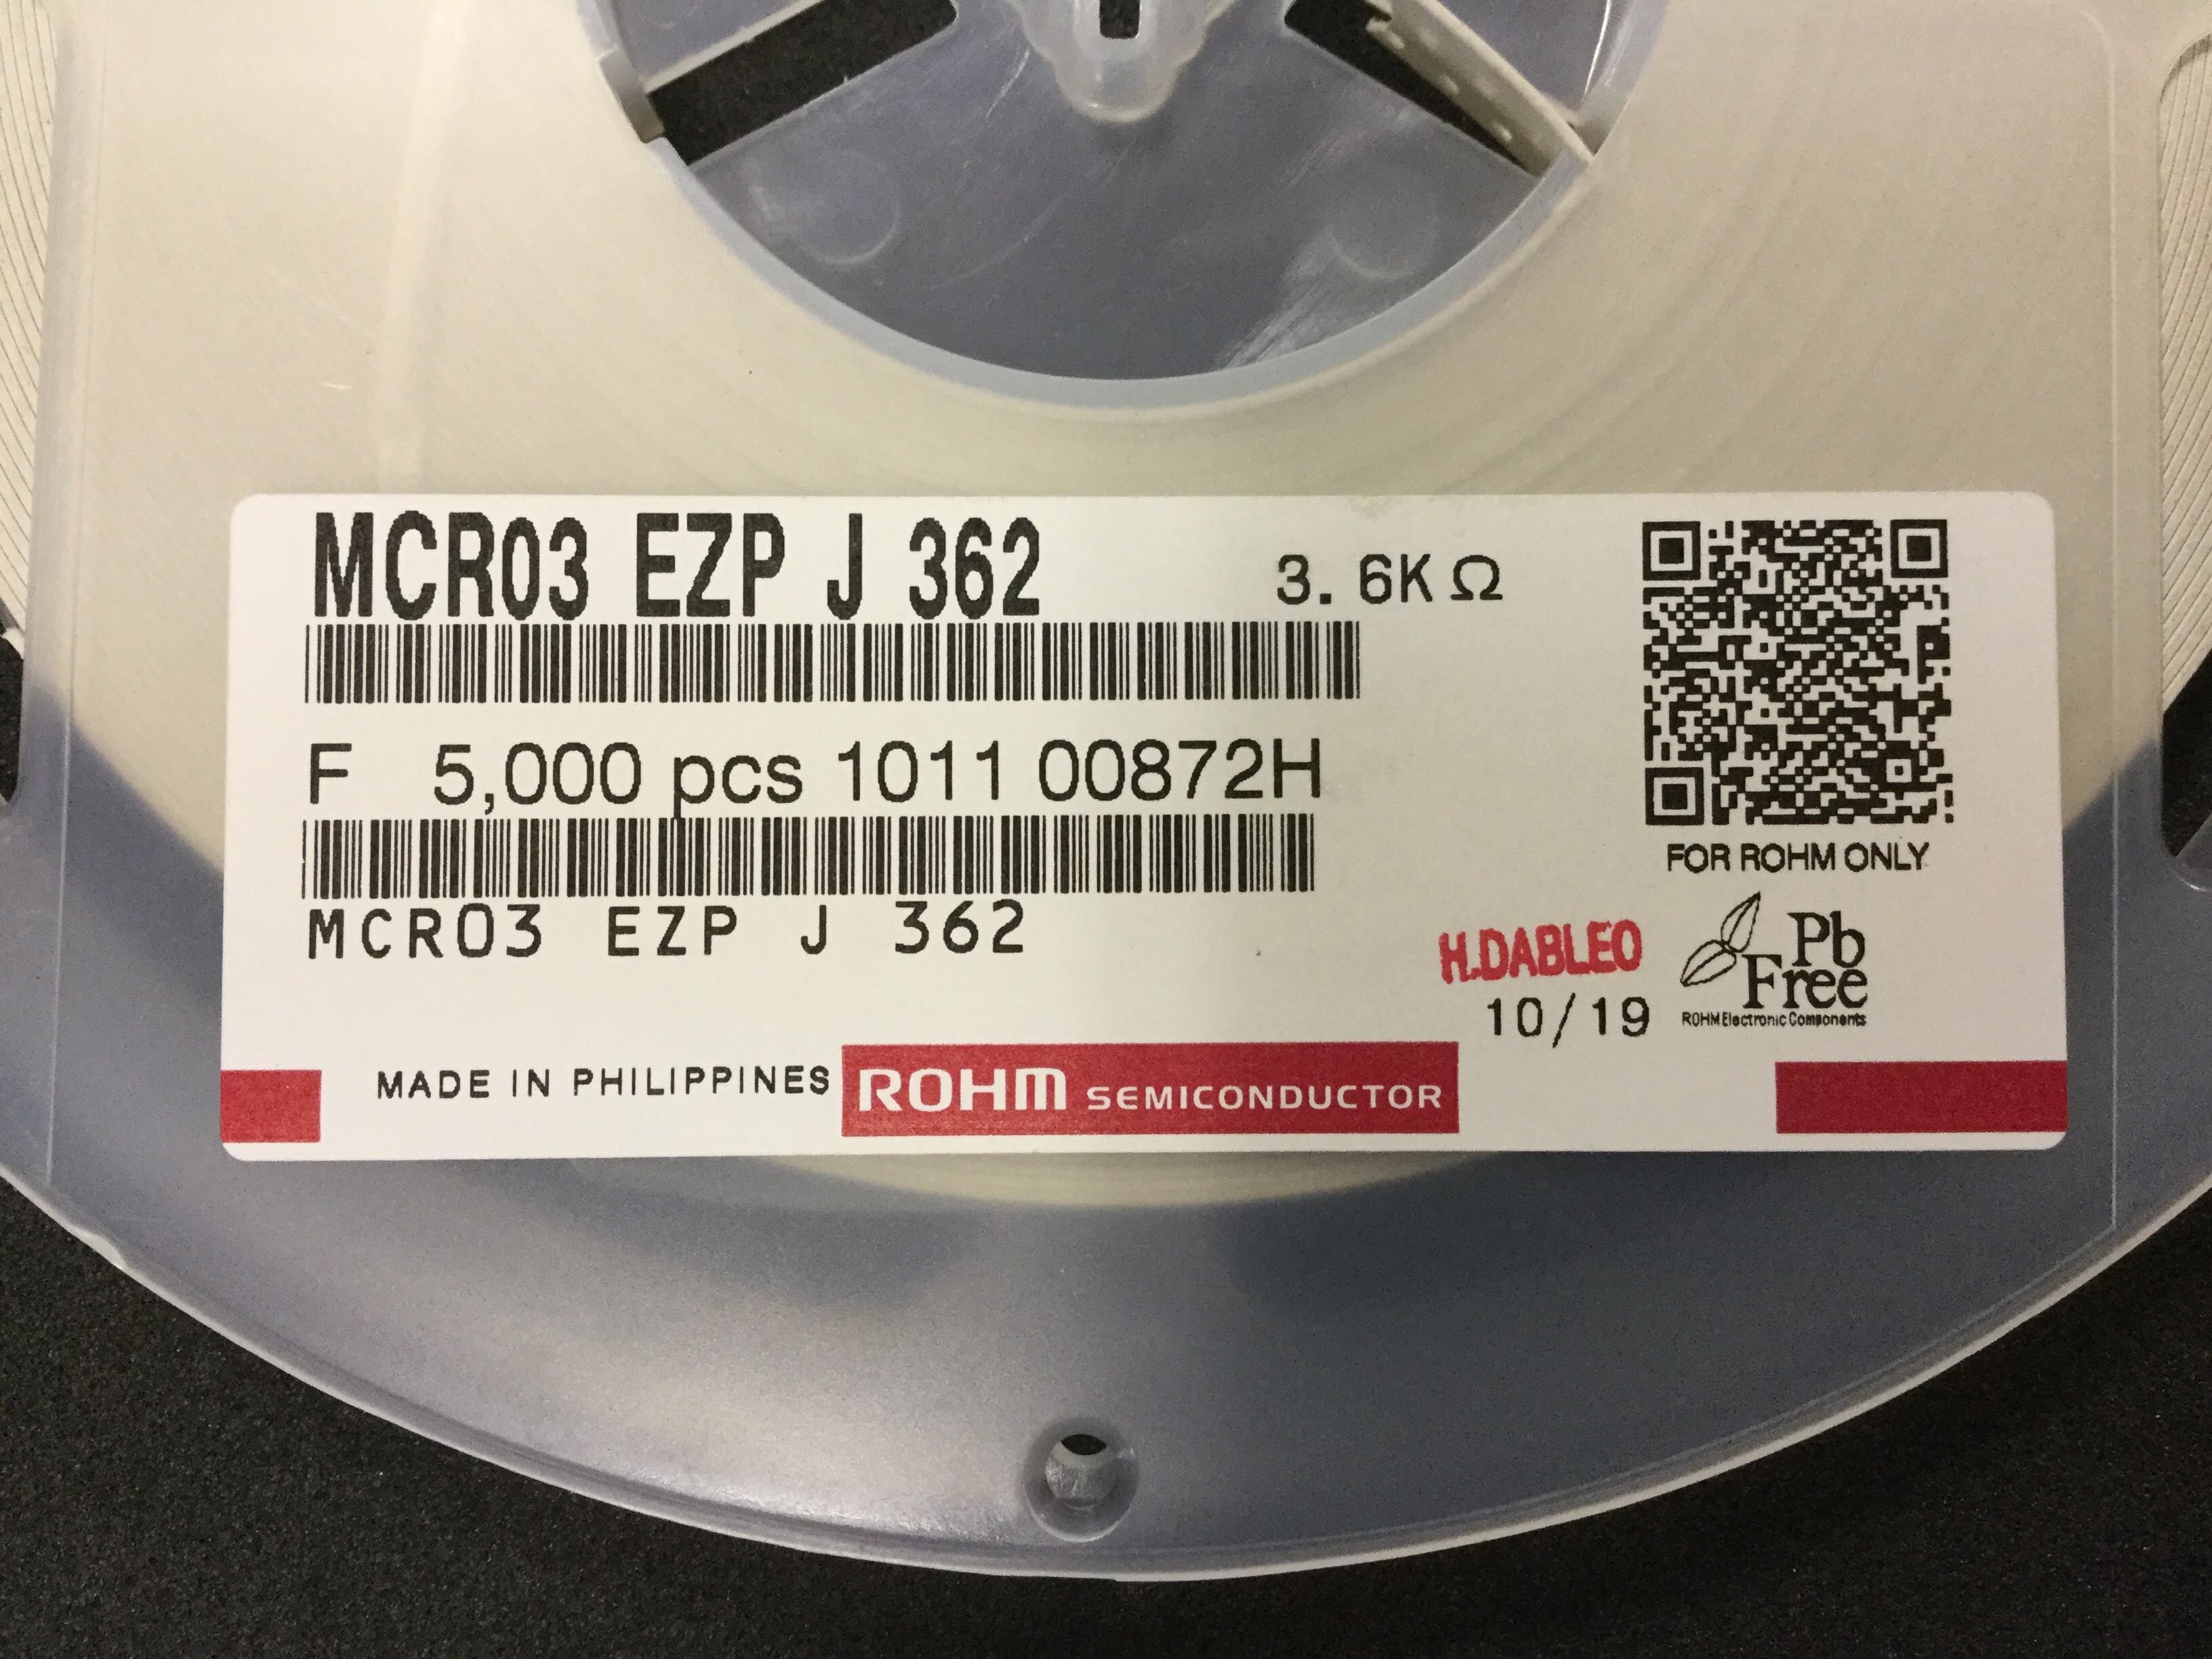 MCR03 EZP J 362 3.6KΩ
F 5,000 pcs 1011 00872H
FOR ROHM ONLY
MCR03 EZP J 362
H.DABLEO
10/19
Pb
Free
ROHM Electronic Components
MADE IN PHILIPPINES ROHM SEMICONDUCTOR